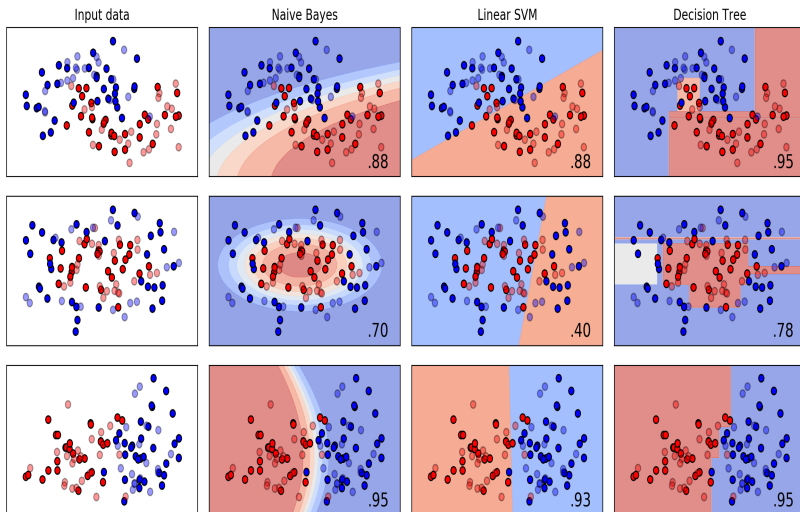 Input data Naive Bayes Linear SVM Decision Tree
.88 .88 .95
.70 .40 .78
.95 .93 .95